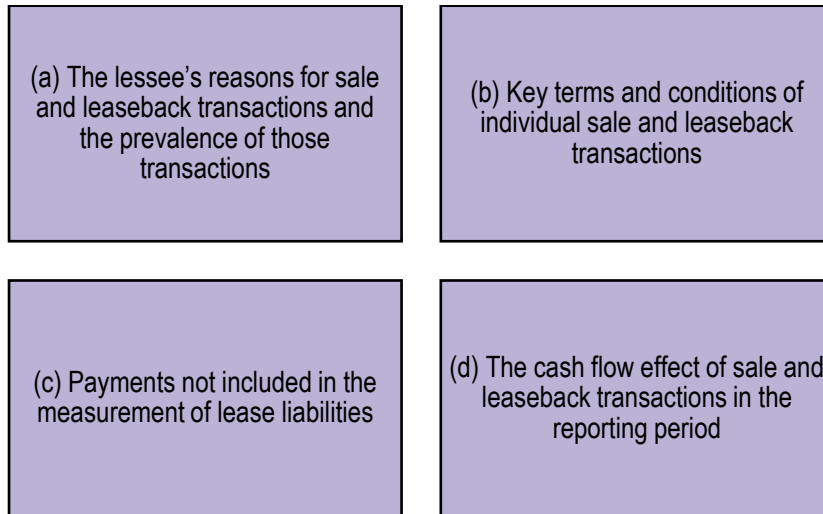 (a) The lessee’s reasons for sale
and leaseback transactions and
the prevalence of those
transactions
(b) Key terms and conditions of
individual sale and leaseback
transactions
(c) Payments not included in the
measurement of lease liabilities
(d) The cash flow effect of sale and
leaseback transactions in the
reporting period